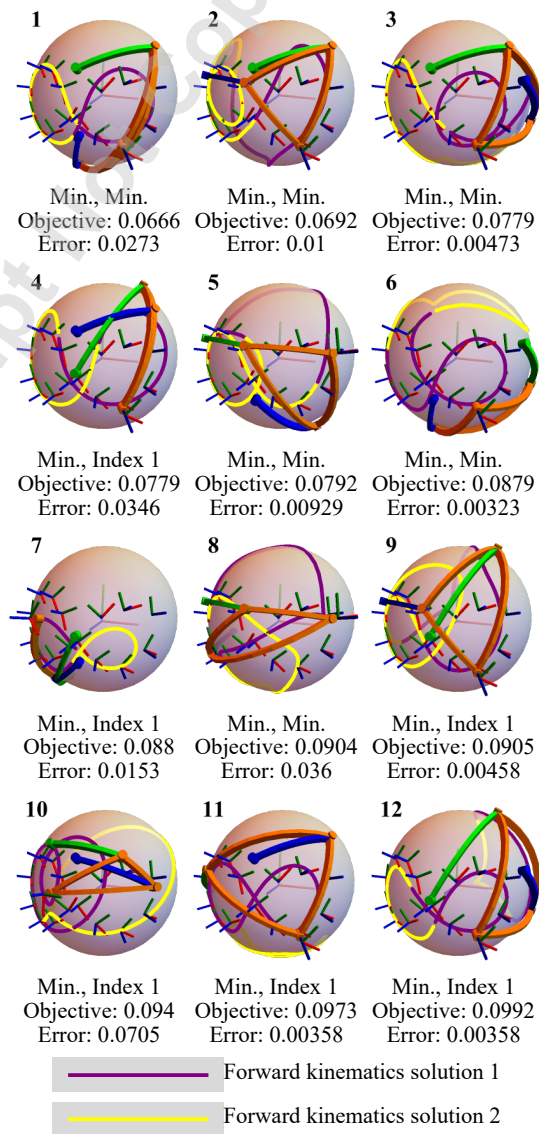 1 2 3
Min., Min. Min., Min. Min., Min.
Objective: 0.0666 Objective: 0.0692 Objective: 0.0779
Error: 0.0273 Error: 0.01 Error: 0.00473
4 5 6
Min., Index 1 Min., Min. Min., Min.
Objective: 0.0779 Objective: 0.0792 Objective: 0.0879
Error: 0.0346 Error: 0.00929 Error: 0.00323
7 8 9
Min., Index 1 Min., Min. Min., Index 1
Objective: 0.088 Objective: 0.0904 Objective: 0.0905
Error: 0.0153 Error: 0.036 Error: 0.00458
10 11 12
Min., Index 1 Min., Index 1 Min., Index 1
Objective: 0.094 Objective: 0.0973 Objective: 0.0992
Error: 0.0705 Error: 0.00358 Error: 0.00358
Forward kinematics solution 1
Forward kinematics solution 2